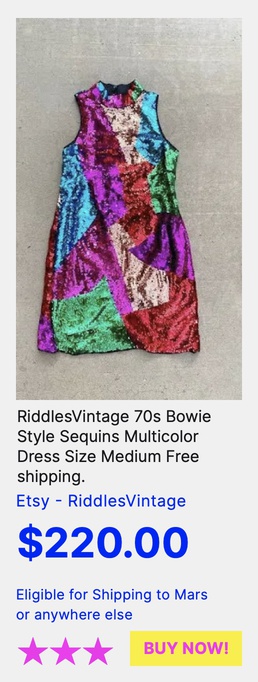 RiddlesVintage 70s Bowie
Style Sequins Multicolor
Dress Size Medium Free
shipping.
Etsy - RiddlesVintage
$220.00
Eligible for Shipping to Mars
or anywhere else
BUY NOW!